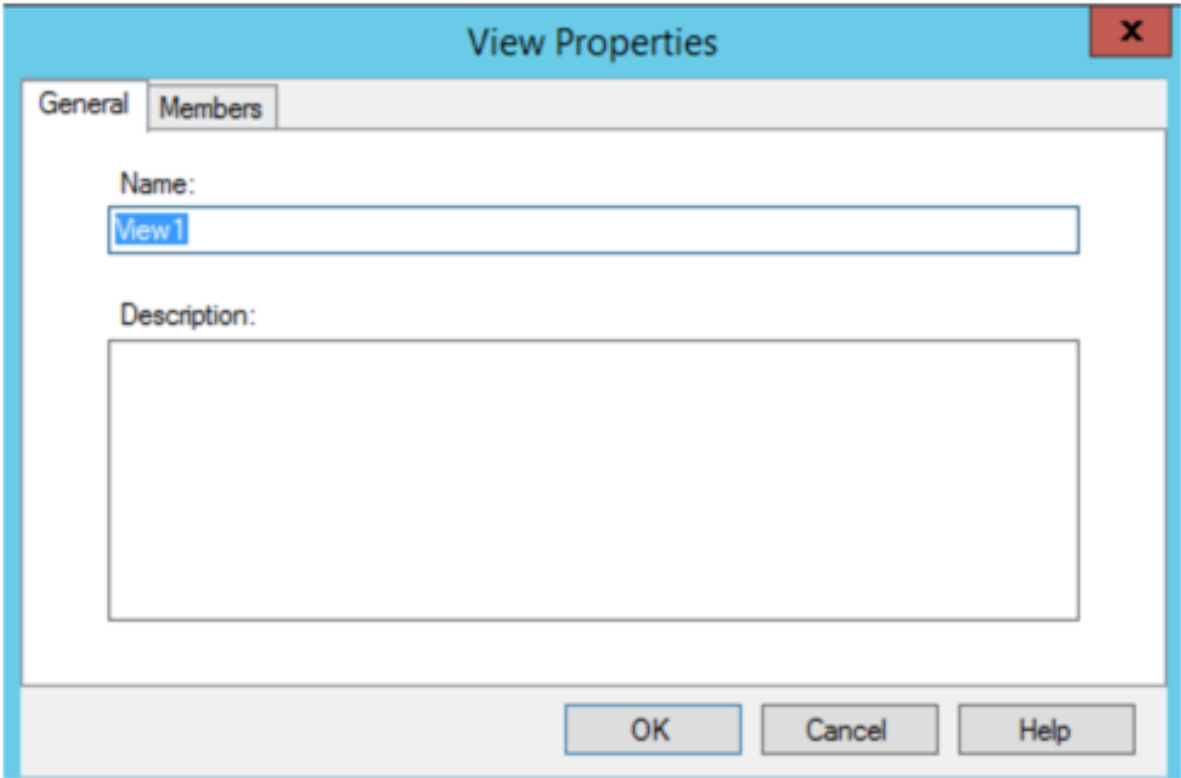 View Properties
x
General Members
Name:
View1
Description:
OK Cancel Help